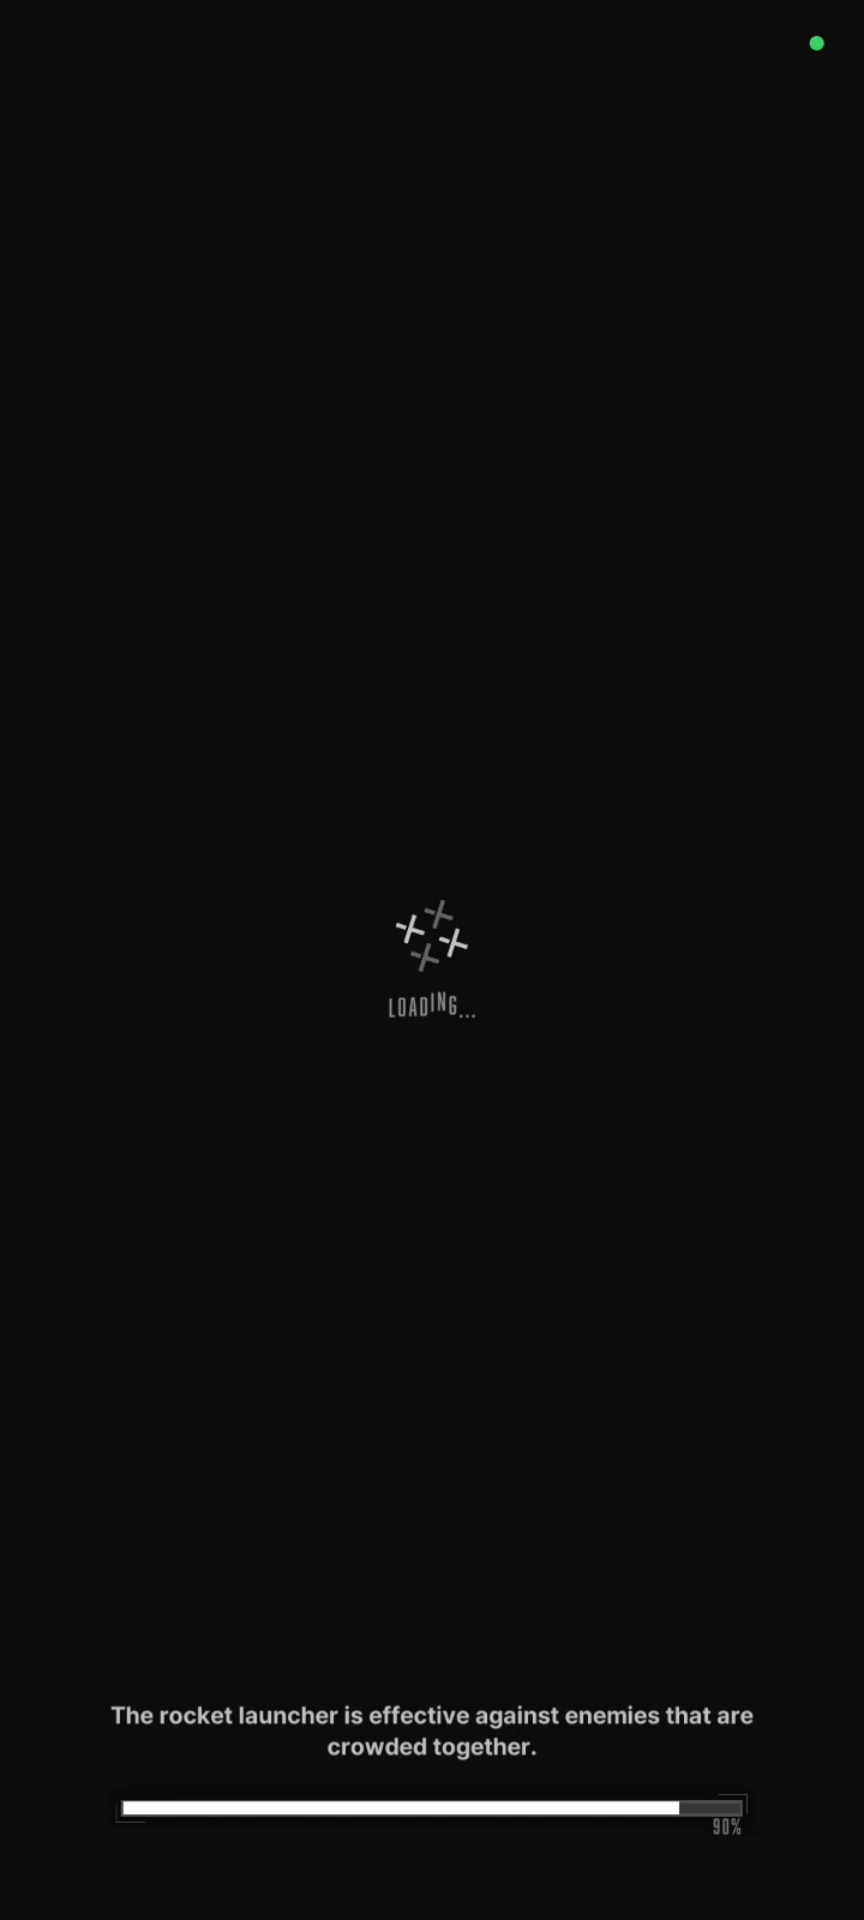 LOADING...
The rocket launcher is effective against enemies that are
crowded together.
90%